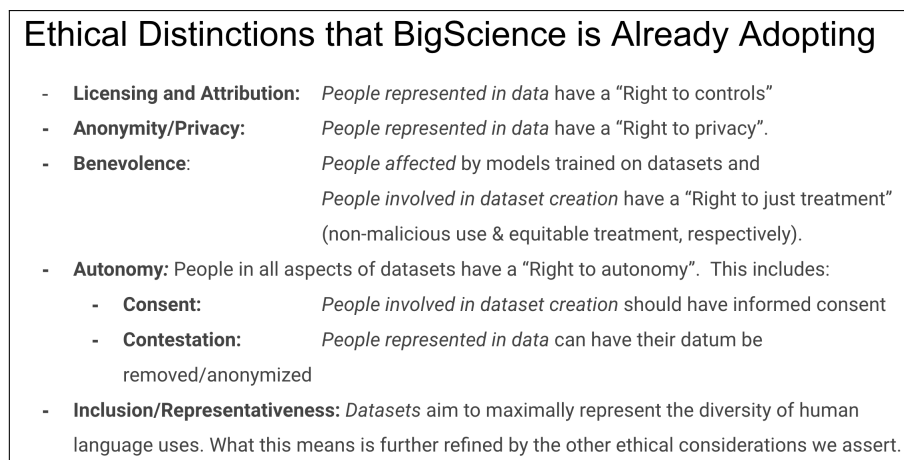 Ethical Distinctions that BigScience is Already Adopting
- Licensing and Attribution: People represented in data have a “Right to controls”
- Anonymity/Privacy: People represented in data have a “Right to privacy”.
- Benevolence: People affected by models trained on datasets and
People involved in dataset creation have a “Right to just treatment”
(non-malicious use & equitable treatment, respectively).
- Autonomy: People in all aspects of datasets have a “Right to autonomy”. This includes:
- Consent: People involved in dataset creation should have informed consent
- Contestation: People represented in data can have their datum be
removed/anonymized
- Inclusion/Representativeness: Datasets aim to maximally represent the diversity of human
language uses. What this means is further refined by the other ethical considerations we assert.